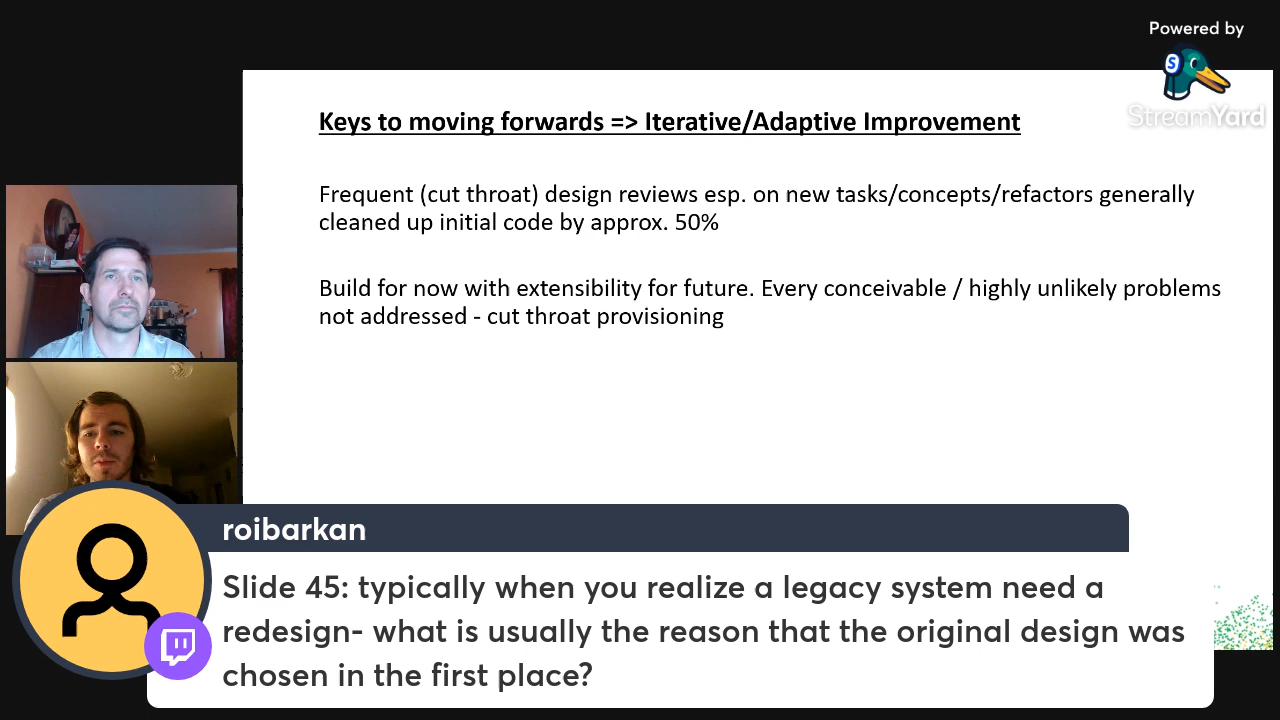 Powered by
StreamYard
Keys to moving forwards => Iterative/Adaptive Improvement
Frequent (cut throat) design reviews esp. on new tasks/concepts/refactors generally
cleaned up initial code by approx. 50%
Build for now with extensibility for future. Every conceivable / highly unlikely problems
not addressed - cut throat provisioning
roibarkan
Slide 45: typically when you realize a legacy system need a
redesign- what is usually the reason that the original design was
chosen in the first place?